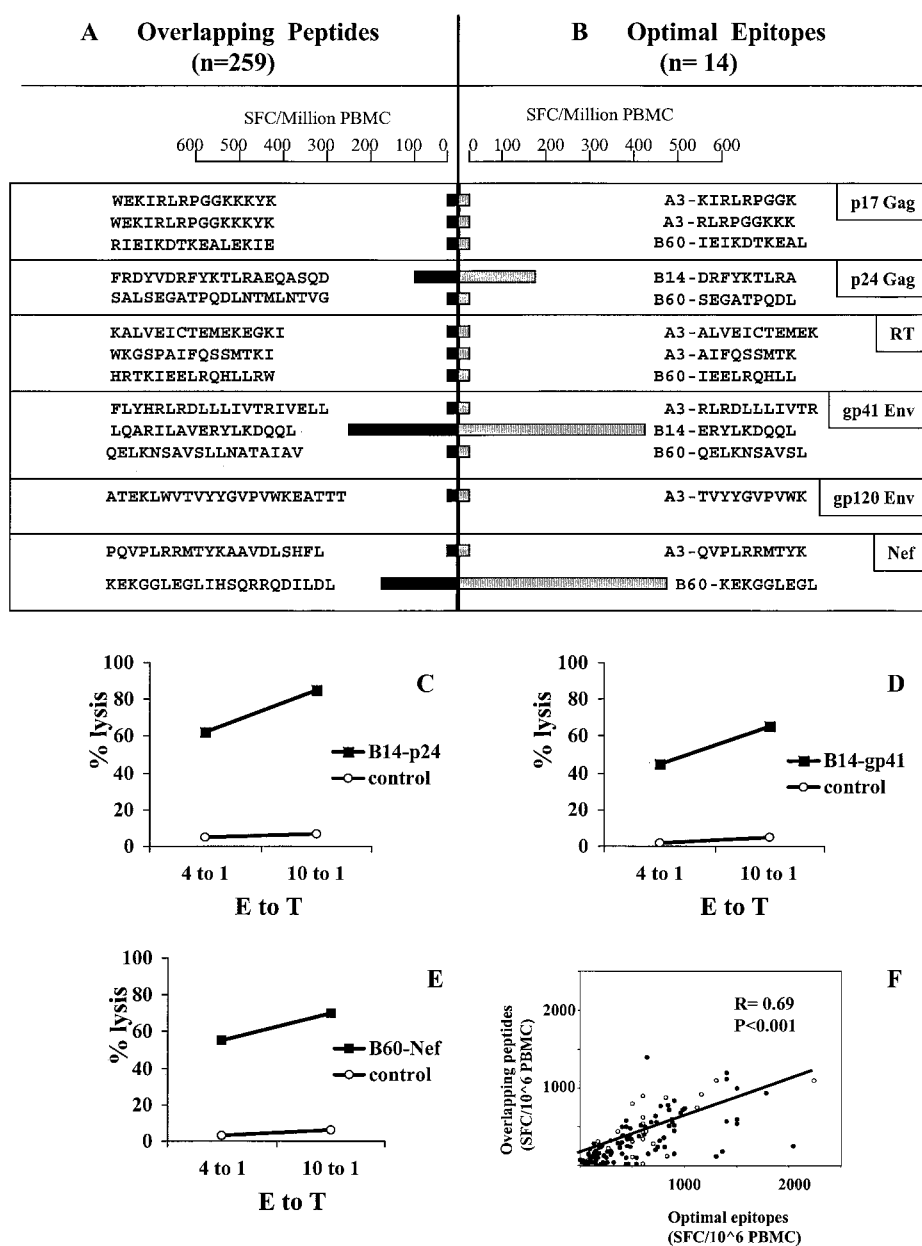 A Overlapping Peptides
(n=259)
B Optimal Epitopes
(n= 14)
SFC/Million PBMC
SFC/Million PBMC
600 500 400 300 200 100 0
0 100 200 300 400 500 600
WEKIRLRPGGKKKYK
A3-KIRLRPGGK
p17 Gag
WEKIRLRPGGKKKYK
A3-RLRPGGKKK
RIEIKDTKEALEKIE
B60-IEIKDTKEAL
FRDYVDRFYKTLRAEQASQD
B14-DRFYKTLRA
p24 Gag
SALSEGATPQDLNTMLNTVG
B60-SEGATPQDL
KALVEICTEMEKEGKI
A3-ALVEICTEMEK
RT
WKGSPAIFQSSMTKI
A3-AIFQSSMTK
HRTKIEELRQHLLRW
B60-IEELRQHLL
FLYHRLRDLLLIVTRIVELL
A3-RLRDLLLIVTR
gp41 Env
LQARILAVERYLKDQQL
B14-ERYLKDQQL
QELKNSAVSLLNATAIAV
B60-QELKNSAVSL
ATEKLWVTVYYGVPVWKEATTT
A3-TVYYGVPVWK
gp120 Env
PQVPLRRMTYKAAVDLSHFL
A3-QVPLRRMTYK
Nef
KEKGGLEGLIHSQRRQDILDL
B60-KEKGGLEGL
C
% lysis
100
80
60
40
20
0
B14-p24
control
4 to 1 10 to 1
E to T
D
% lysis
100
80
60
40
20
0
B14-gp41
control
4 to 1 10 to 1
E to T
E
% lysis
100
80
60
40
20
0
B60-Nef
control
4 to 1 10 to 1
E to T
F
R= 0.69
P<0.001
Overlapping peptides
(SFC/10^6 PBMC)
2000
1000
1000 2000
Optimal epitopes
(SFC/10^6 PBMC)